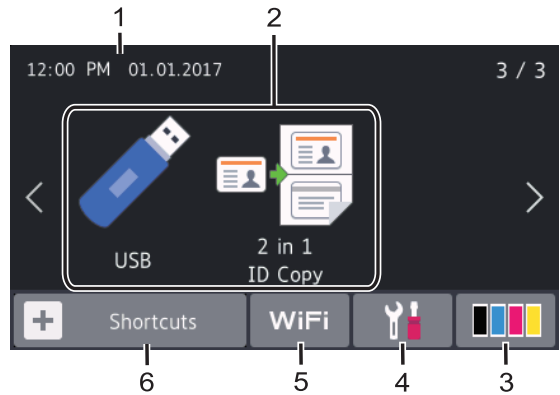 1
2
12:00 PM 01.01.2017
3 / 3
USB
2 in 1
ID Copy
+ Shortcuts
WiFi
6
5
4
3